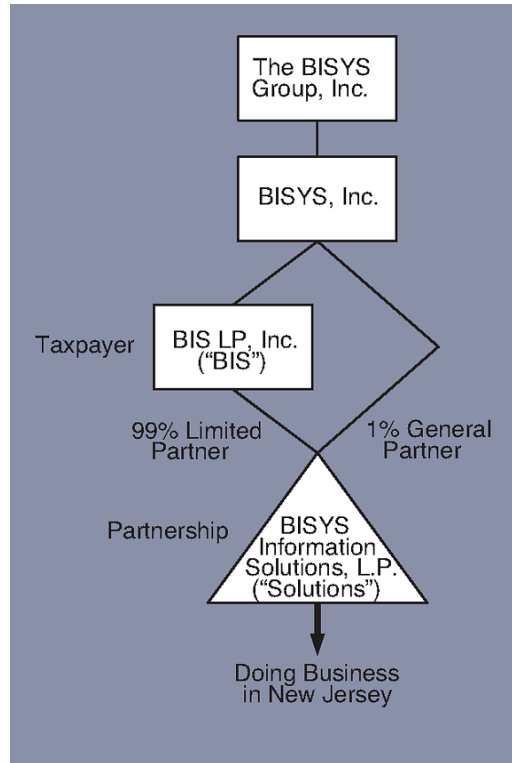 The BISYS
Group, Inc.
BISYS, Inc.
Taxpayer
BIS LP, Inc.
(“BIS”)
99% Limited
Partner
1% General
Partner
Partnership
BISYS
Information
Solutions, L.P.
(“Solutions”)
Doing Business
in New Jersey